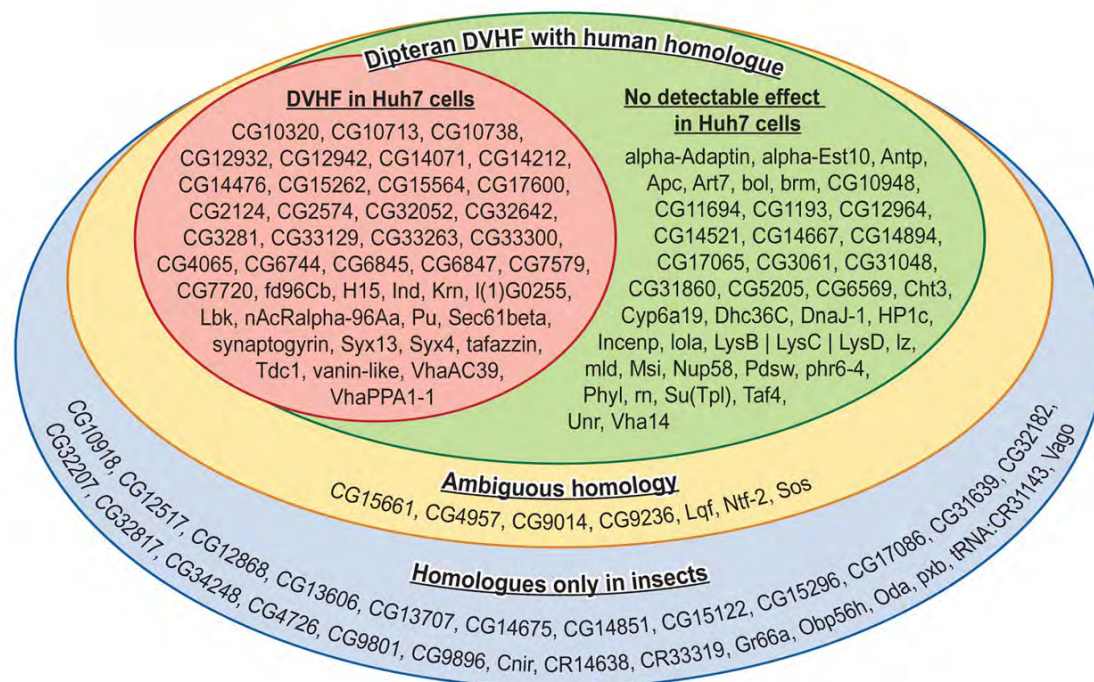 Dipteran DVHF with human homologue
DVHF in Huh7 cells
CG10320, CG10713, CG10738,
CG12932, CG12942, CG14071, CG14212,
CG14476, CG15262, CG15564, CG17600,
CG2124, CG2574, CG32052, CG32642,
CG3281, CG33129, CG33263, CG33300,
CG4065, CG6744, CG6845, CG6847, CG7579,
CG7720, fd96Cb, H15, Ind, Krn, l(1)G0255,
Lbk, nAcRalpha-96Aa, Pu, Sec61beta,
synaptogyrin, Syx13, Syx4, tafazzin,
Tdc1, vanin-like, VhaAC39,
VhaPPA1-1
No detectable effect
in Huh7 cells
alpha-Adaptin, alpha-Est10, Antp,
Apc, Art7, bol, brm, CG10948,
CG11694, CG1193, CG12964,
CG14521, CG14667, CG14894,
CG17065, CG3061, CG31048,
CG31860, CG5205, CG6569, Cht3,
Cyp6a19, Dhc36C, DnaJ-1, HP1c,
Incenp, lola, LysB | LysC | LysD, lz,
mld, Msi, Nup58, Pdsw, phr6-4,
Phyl, rn, Su(Tpl), Taf4,
Unr, Vha14
Ambiguous homology
CG15661, CG4957, CG9014, CG9236, Lqf, Ntf-2, Sos
Homologues only in insects
CG10918, CG12517, CG12868, CG13606, CG13707, CG14675, CG14851, CG15122, CG15296, CG17086, CG31639, CG32182,
CG32207, CG32817, CG34248, CG4726, CG9801, CG9896, Cnir, CR14638, CR33319, Gr66a, Obp56h, Oda, pxb, tRNA:CR31143, Vago